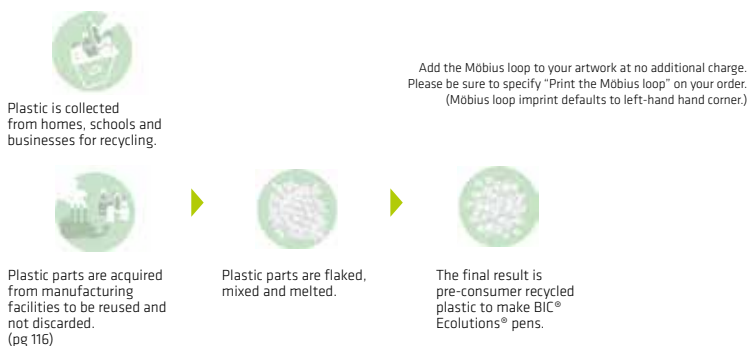 Add the Möbius loop to your artwork at no additional charge.
Please be sure to specify “Print the Möbius loop” on your order.
(Möbius loop imprint defaults to left-hand hand corner.)
Plastic is collected
from homes, schools and
businesses for recycling.
Plastic parts are acquired
from manufacturing
facilities to be reused and
not discarded.
(pg 116)
Plastic parts are flaked,
mixed and melted.
The final result is
pre-consumer recycled
plastic to make BIC®
Ecolutions® pens.